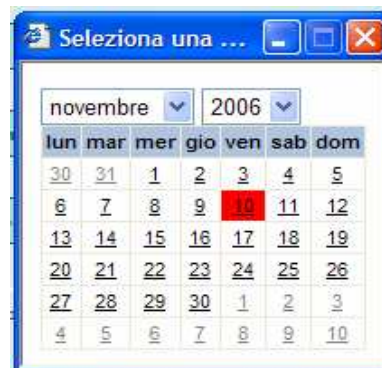 Seleziona una ...
novembre 2006
lun mar mer gio ven sab dom
30 31 1 2 3 4 5
6 7 8 9 10 11 12
13 14 15 16 17 18 19
20 21 22 23 24 25 26
27 28 29 30 1 2 3
4 5 6 7 8 9 10